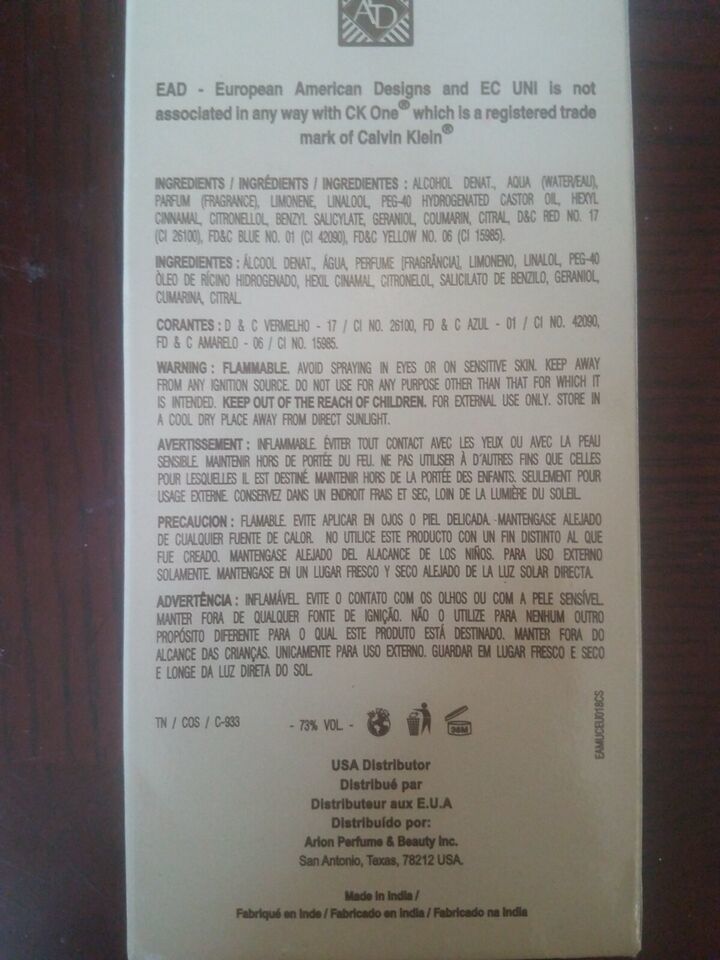 EAD
EAD - European American Designs and EC UNI is not
associated in any way with CK One® which is a registered trade
mark of Calvin Klein®
INGREDIENTS / INGRÉDIENTS / INGREDIENTES : ALCOHOL DENAT., AQUA (WATER/EAU),
PARFUM (FRAGRANCE), LIMONENE, LINALOOL, PEG-40 HYDROGENATED CASTOR OIL, HEXYL
CINNAMAL, CITRONELLOL, BENZYL SALICYLATE, GERANIOL, COUMARIN, CITRAL, D&C RED NO. 17
(CI 26100), FD&C BLUE NO. 01 (CI 42090), FD&C YELLOW NO. 06 (CI 15985).
INGREDIENTES : ÁLCOOL DENAT., ÁGUA, PERFUME [FRAGRÂNCIA], LIMONENO, LINALOL, PEG-40
ÒLEO DE RÍCINO HIDROGENADO, HEXIL CINAMAL, CITRONELOL, SALICILATO DE BENZILO, GERANIOL,
CUMARINA, CITRAL.
CORANTES : D & C VERMELHO - 17 / CI NO. 26100, FD & C AZUL - 01 / CI NO. 42090,
FD & C AMARELO - 06 / CI NO. 15985.
WARNING : FLAMMABLE. AVOID SPRAYING IN EYES OR ON SENSITIVE SKIN. KEEP AWAY
FROM ANY IGNITION SOURCE. DO NOT USE FOR ANY PURPOSE OTHER THAN THAT FOR WHICH IT
IS INTENDED. KEEP OUT OF THE REACH OF CHILDREN. FOR EXTERNAL USE ONLY. STORE IN
A COOL DRY PLACE AWAY FROM DIRECT SUNLIGHT.
AVERTISSEMENT : INFLAMMABLE. ÉVITER TOUT CONTACT AVEC LES YEUX OU AVEC LA PEAU
SENSIBLE. MAINTENIR HORS DE PORTÉE DU FEU. NE PAS UTILISER À D'AUTRES FINS QUE CELLES
POUR LESQUELLES IL EST DESTINÉ. MAINTENIR HORS DE LA PORTÉE DES ENFANTS. SEULEMENT POUR
USAGE EXTERNE. CONSERVEZ DANS UN ENDROIT FRAIS ET SEC, LOIN DE LA LUMIÈRE DU SOLEIL.
PRECAUCION : FLAMABLE. EVITE APLICAR EN OJOS O PIEL DELICADA. -MANTENGASE ALEJADO
DE CUALQUIER FUENTE DE CALOR. NO UTILICE ESTE PRODUCTO CON UN FIN DISTINTO AL QUE
FUE CREADO. MANTENGASE ALEJADO DEL ALACANCE DE LOS NIÑOS. PARA USO EXTERNO
SOLAMENTE. MANTENGASE EN UN LUGAR FRESCO Y SECO ALEJADO DE LA LUZ SOLAR DIRECTA.
ADVERTÊNCIA : INFLAMÁVEL. EVITE O CONTATO COM OS OLHOS OU COM A PELE SENSÍVEL.
MANTER FORA DE QUALQUER FONTE DE IGNIÇÃO. NÃO O UTILIZE PARA NENHUM OUTRO
PROPÓSITO DIFERENTE PARA O QUAL ESTE PRODUTO ESTÁ DESTINADO. MANTER FORA DO
ALCANCE DAS CRIANÇAS. UNICAMENTE PARA USO EXTERNO. GUARDAR EM LUGAR FRESCO E SECO
E LONGE DA LUZ DIRETA DO SOL.
TN / COS / C-933 - 73% VOL. - 36M
EAMUCEU018CS
USA Distributor
Distribué par
Distributeur aux E.U.A
Distribuído por:
Arion Perfume & Beauty Inc.
San Antonio, Texas, 78212 USA.
Made in India /
Fabriqué en Inde / Fabricado en India / Fabricado na India